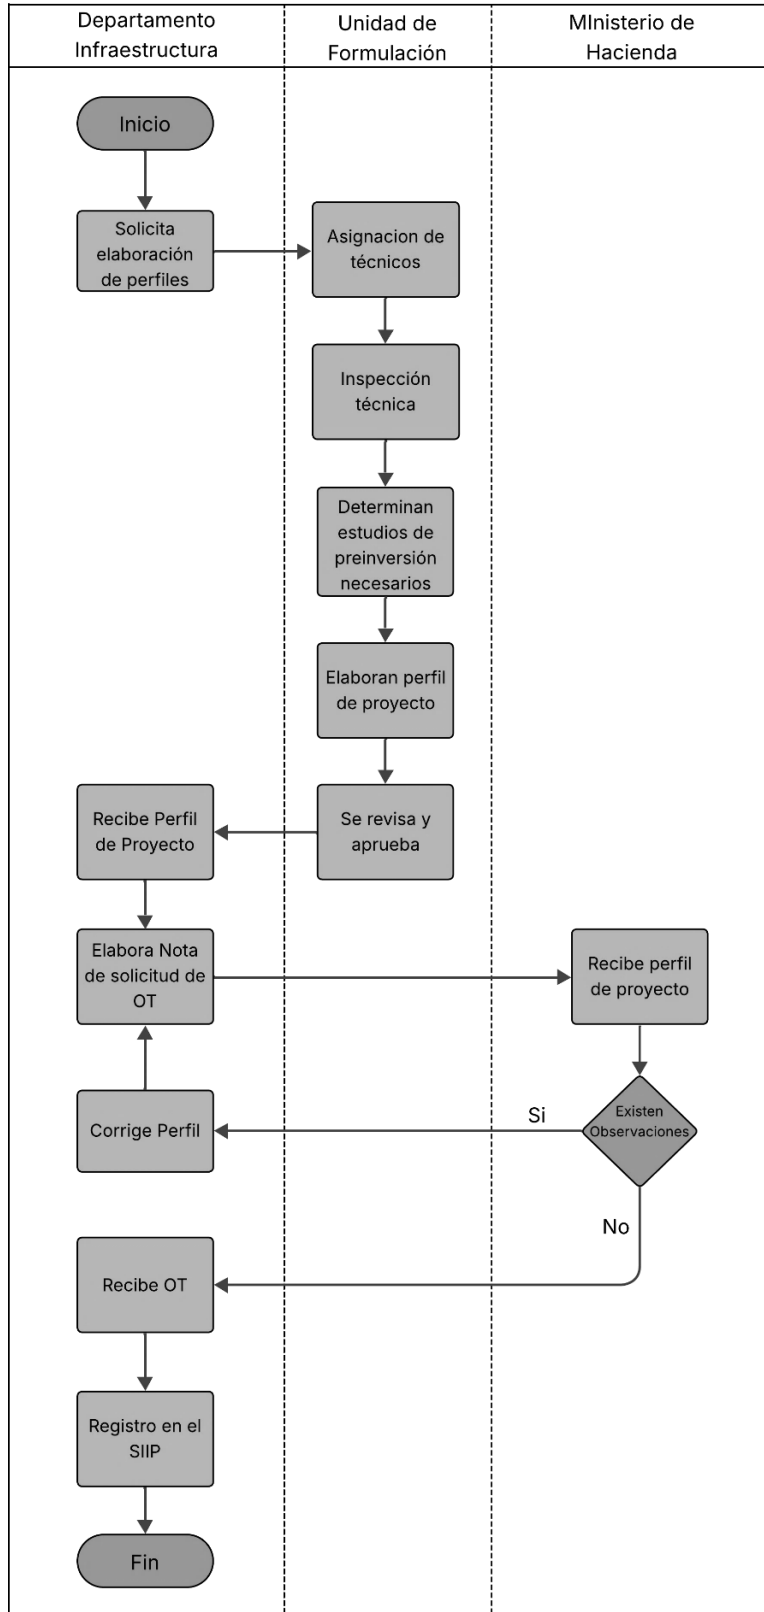 Departamento
Infraestructura
Unidad de
Formulación
MInisterio de
Hacienda
Inicio
Solicita
elaboración
de perfiles
Asignacion de
técnicos
Inspección
técnica
Determinan
estudios de
preinversión
necesarios
Elaboran perfil
de proyecto
Se revisa y
aprueba
Recibe Perfil
de Proyecto
Elabora Nota
de solicitud de
OT
Recibe perfil
de proyecto
Existen
Observaciones
Si
Corrige Perfil
No
Recibe OT
Registro en el
SIIP
Fin